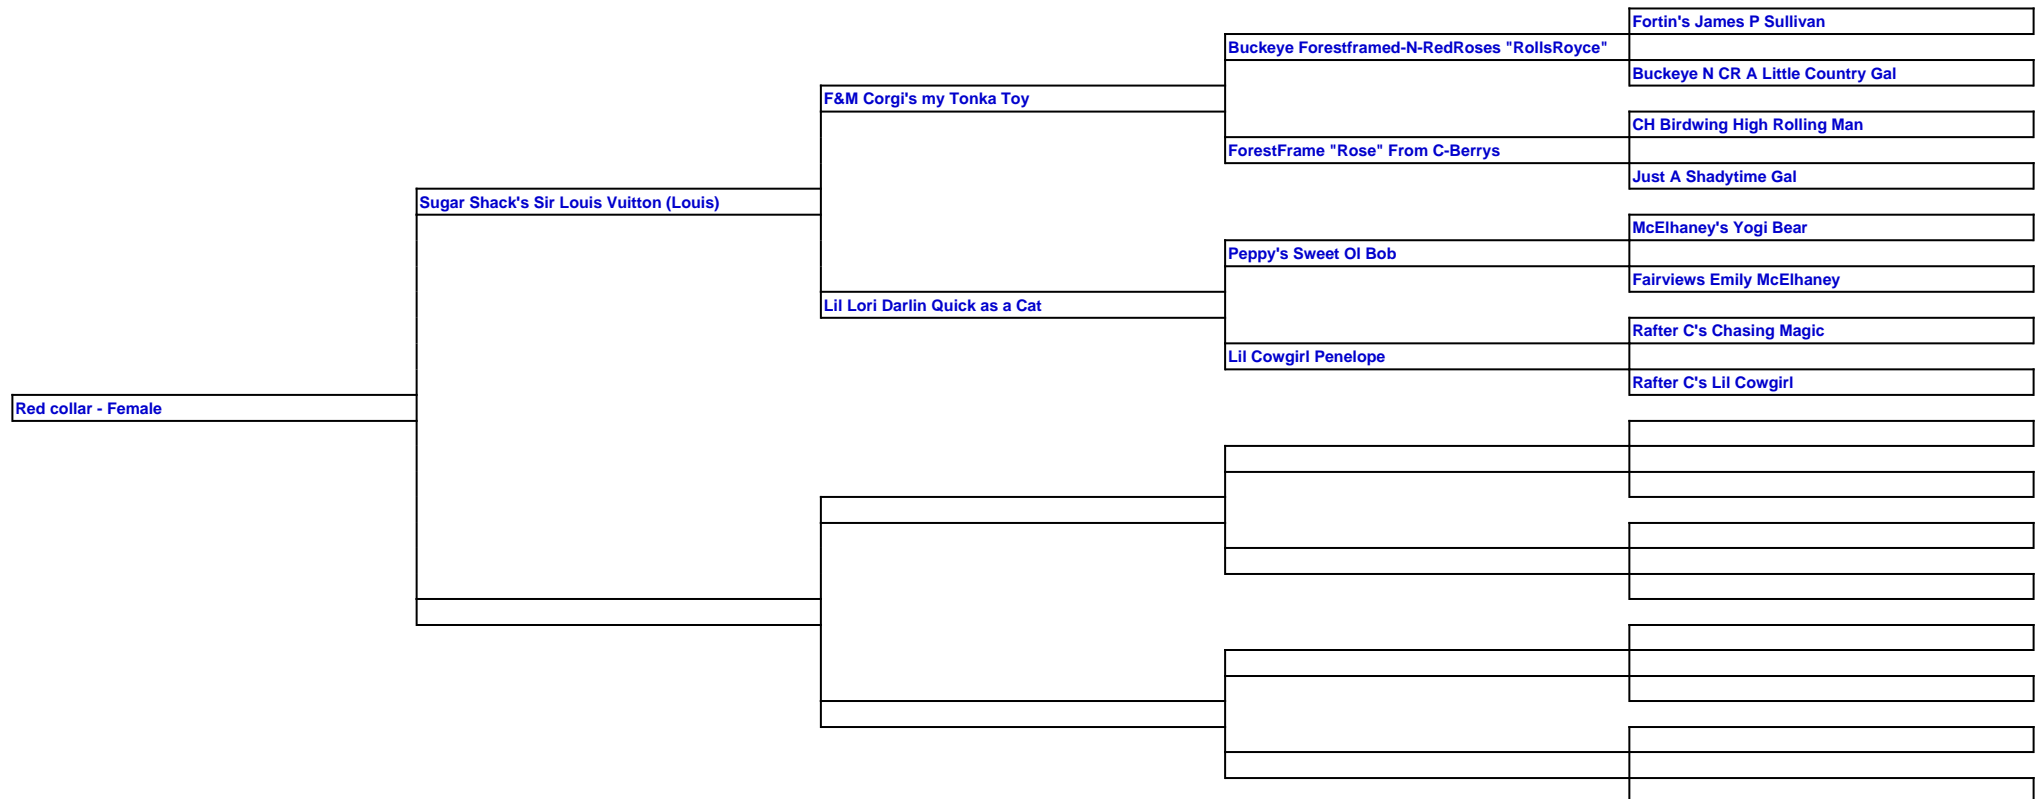 Fortin's James P Sullivan
Buckeye Forestframed-N-RedRoses "RollsRoyce"
Buckeye N CR A Little Country Gal
F&M Corgi's my Tonka Toy
CH Birdwing High Rolling Man
ForestFrame "Rose" From C-Berrys
Just A Shadytime Gal
Sugar Shack's Sir Louis Vuitton (Louis)
McElhaney's Yogi Bear
Peppy's Sweet Ol Bob
Fairviews Emily McElhaney
Lil Lori Darlin Quick as a Cat
Rafter C's Chasing Magic
Lil Cowgirl Penelope
Rafter C's Lil Cowgirl
Red collar - Female